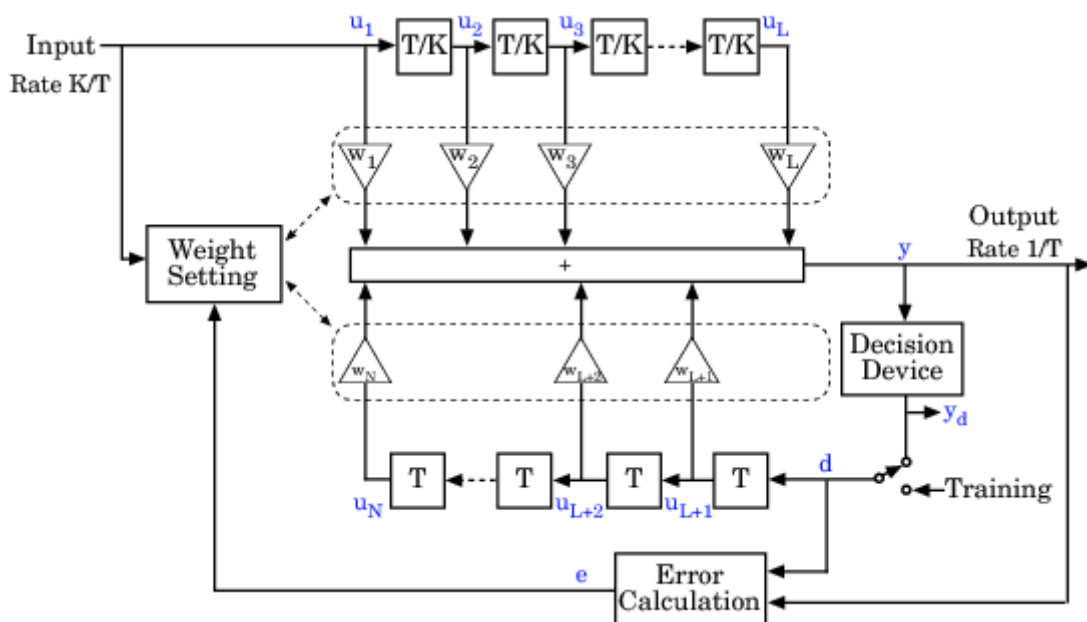 u1 u2 u3 uL
Input T/K T/K T/K T/K
Rate K/T
w1 w2 w3 wL
Output
Weight
Setting
+ y Rate 1/T
Decision
Device
wN wL+2 wL+1
yd
T T T T d
uN uL+2 uL+1 Training
e Error
Calculation